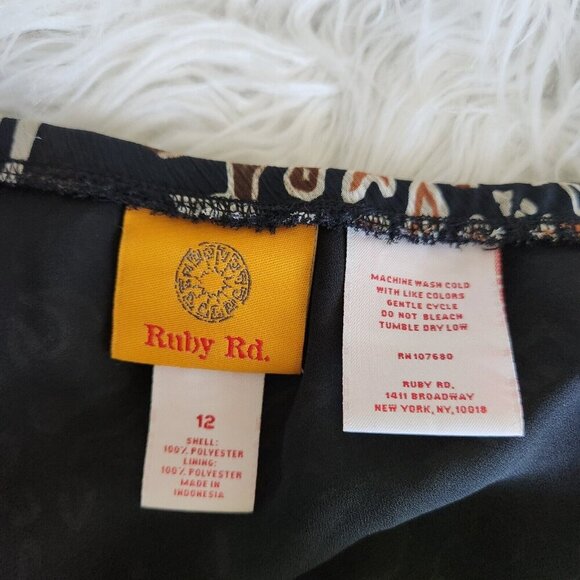 Ruby Rd.
12
SHELL:
100% POLYESTER
LINING:
100% POLYESTER
MADE IN
INDONESIA
MACHINE WASH COLD
WITH LIKE COLORS
GENTLE CYCLE
DO NOT BLEACH
TUMBLE DRY LOW
RN107680
RUBY RD.
1411 BROADWAY
NEW YORK, NY, 10018